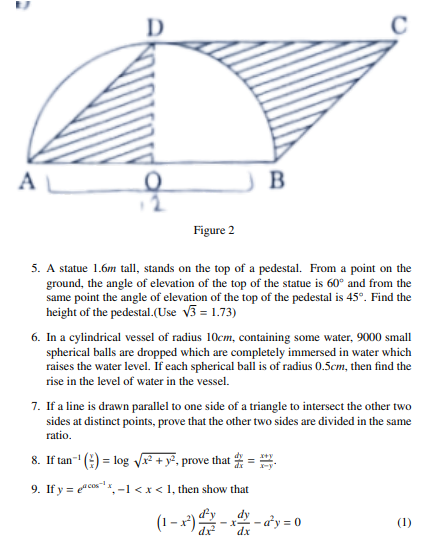 D
C
A
O
B
12
Figure 2
5. A statue 1.6m tall, stands on the top of a pedestal. From a point on the
ground, the angle of elevation of the top of the statue is 60° and from the
same point the angle of elevation of the top of the pedestal is 45°. Find the
height of the pedestal.(Use √3 = 1.73)
6. In a cylindrical vessel of radius 10cm, containing some water, 9000 small
spherical balls are dropped which are completely immersed in water which
raises the water level. If each spherical ball is of radius 0.5cm, then find the
rise in the level of water in the vessel.
7. If a line is drawn parallel to one side of a triangle to intersect the other two
sides at distinct points, prove that the other two sides are divided in the same
ratio.
8. If tan⁻¹ (y/x) = log √x² + y², prove that dy/dx = x+y/x−y.
9. If y = e^(a cos⁻¹ x), −1 < x < 1, then show that
(1 − x²) d²y/dx² − x dy/dx − a²y = 0 (1)